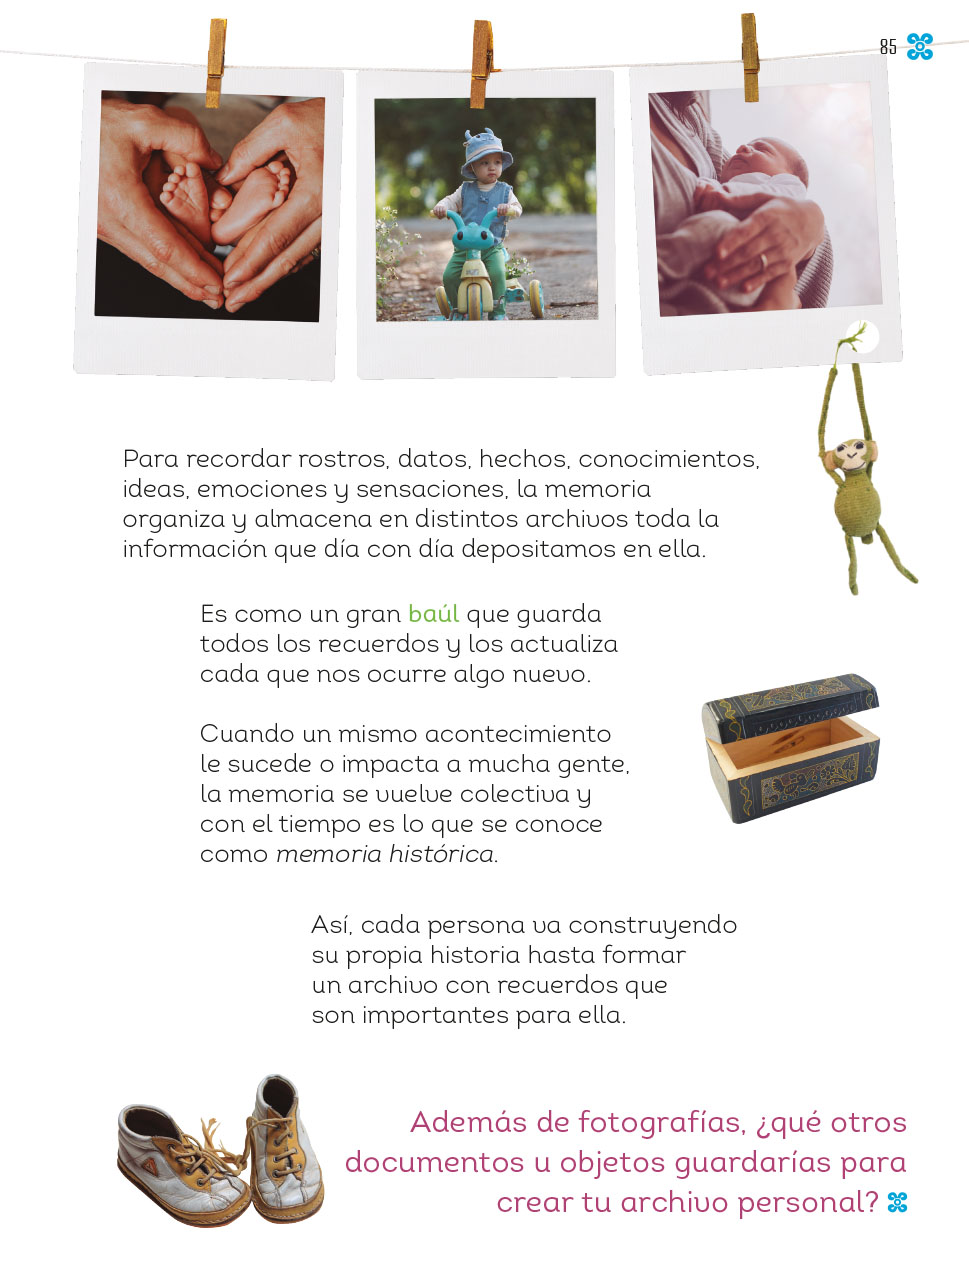 85
Para recordar rostros, datos, hechos, conocimientos,
ideas, emociones y sensaciones, la memoria
organiza y almacena en distintos archivos toda la
información que día con día depositamos en ella.
Es como un gran baúl que guarda
todos los recuerdos y los actualiza
cada que nos ocurre algo nuevo.
Cuando un mismo acontecimiento
le sucede o impacta a mucha gente,
la memoria se vuelve colectiva y
con el tiempo es lo que se conoce
como memoria histórica.
Así, cada persona va construyendo
su propia historia hasta formar
un archivo con recuerdos que
son importantes para ella.
Además de fotografías, ¿qué otros
documentos u objetos guardarías para
crear tu archivo personal?